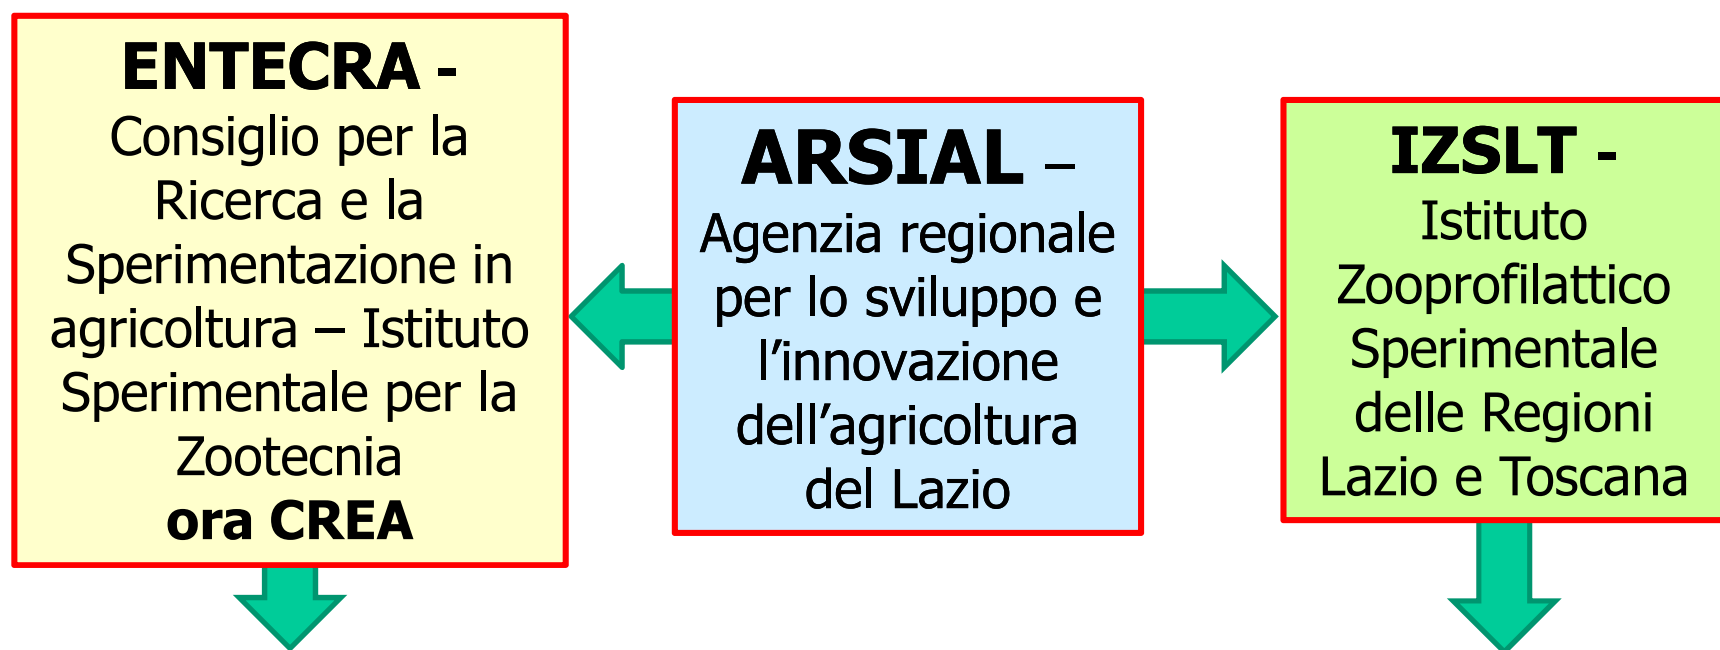 ENTECRA -
Consiglio per la
Ricerca e la
Sperimentazione in
agricoltura – Istituto
Sperimentale per la
Zootecnia
ora CREA
ARSIAL –
Agenzia regionale
per lo sviluppo e
l’innovazione
dell’agricoltura
del Lazio
IZSLT -
Istituto
Zooprofilattico
Sperimentale
delle Regioni
Lazio e Toscana